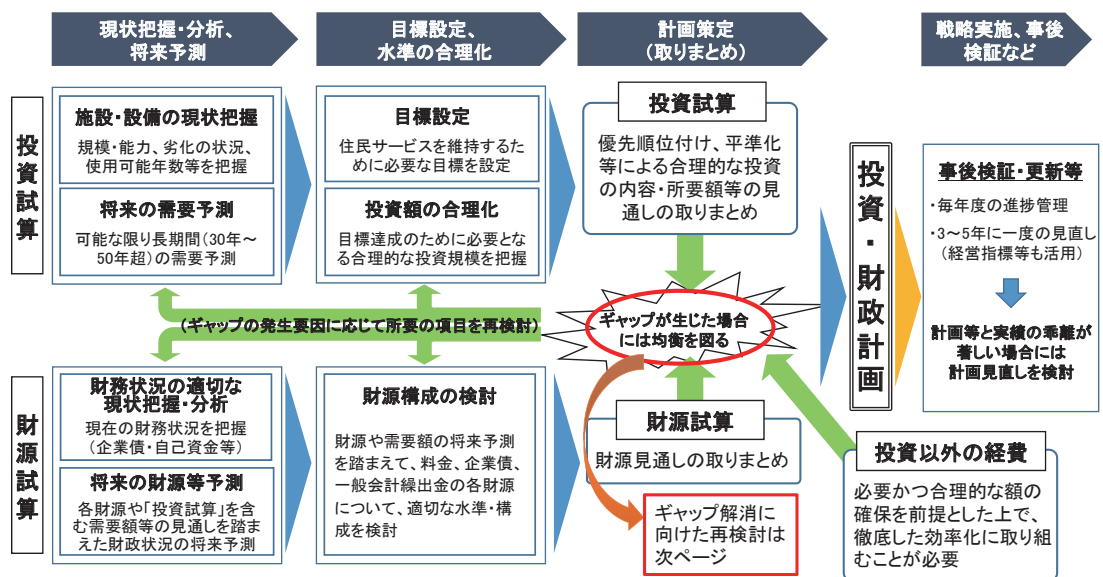 現状把握・分析、
将来予測
目標設定、
水準の合理化
計画策定
（取りまとめ）
戦略実施、事後
検証など
投資試算
施設・設備の現状把握
規模・能力、劣化の状況、
使用可能年数等を把握
将来の需要予測
可能な限り長期間（30年～
50年超）の需要予測
目標設定
住民サービスを維持するた
めに必要な目標を設定
投資額の合理化
目標達成のために必要とな
る合理的な投資規模を把握
投資試算
優先順位付け、平準化
等による合理的な投資
の内容・所要額等の見
通しの取りまとめ
（ギャップの発生要因に応じて所要の項目を再検討）
ギャップが生じた場合
には均衡を図る
財源試算
財務状況の適切な
現状把握・分析
現在の財務状況を把握
（企業債・自己資金等）
将来の財源等予測
各財源や「投資試算」を含
む需要額等の見通しを踏ま
えた財政状況の将来予測
財源構成の検討
財源や需要額の将来予測
を踏まえて、料金、企業債、
一般会計繰出金の各財源
について、適切な水準・構
成を検討
財源試算
財源見通しの取りまとめ
ギャップ解消に
向けた再検討は
次ページ
投資・財政計画
投資以外の経費
必要かつ合理的な額の
確保を前提とした上で、
徹底した効率化に取り組
むことが必要
事後検証・更新等
・毎年度の進捗管理
・3～5年に一度の見直し
（経営指標等も活用）
計画等と実績の乖離が
著しい場合には
計画見直しを検討